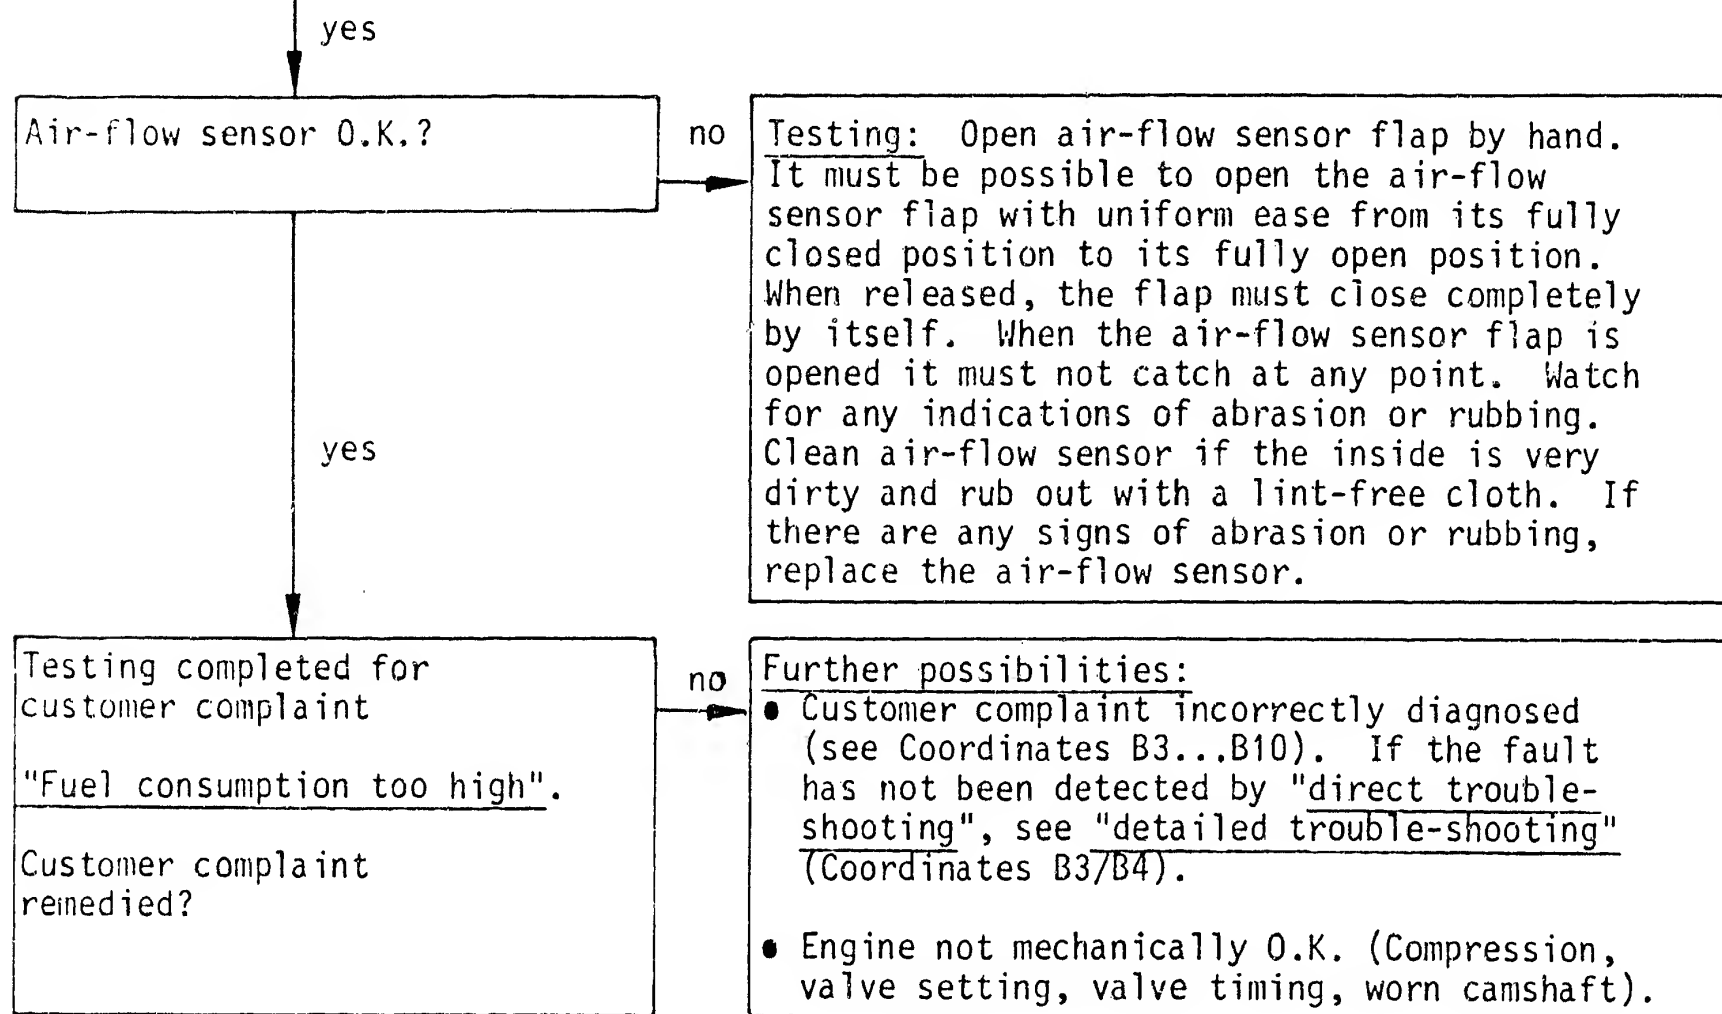 yes
Air-flow sensor O.K.?
no
Testing: Open air-flow sensor flap by hand.
It must be possible to open the air-flow
sensor flap with uniform ease from its fully
closed position to its fully open position.
When released, the flap must close completely
by itself. When the air-flow sensor flap is
opened it must not catch at any point. Watch
for any indications of abrasion or rubbing.
Clean air-flow sensor if the inside is very
dirty and rub out with a lint-free cloth. If
there are any signs of abrasion or rubbing,
replace the air-flow sensor.
yes
Testing completed for
customer complaint
"Fuel consumption too high".
Customer complaint
remedied?
no
Further possibilities:
• Customer complaint incorrectly diagnosed
(see Coordinates B3...B10). If the fault
has not been detected by "direct trouble-
shooting", see "detailed trouble-shooting"
(Coordinates B3/B4).
• Engine not mechanically O.K. (Compression,
valve setting, valve timing, worn camshaft).